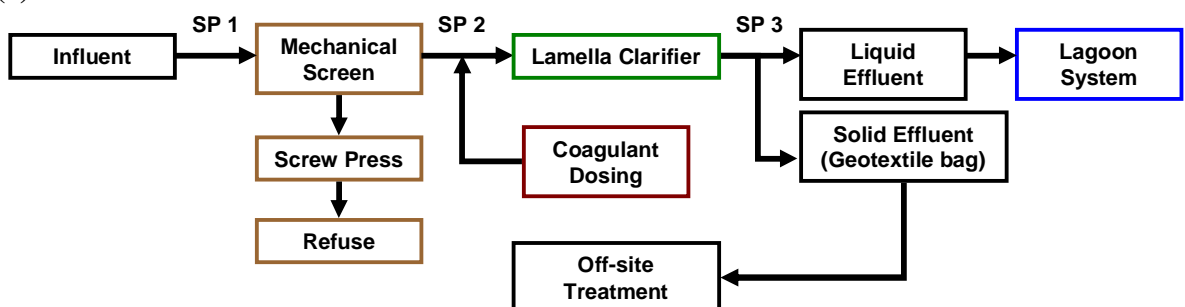 SP 1
SP 2
SP 3
Influent
Mechanical
Screen
Lamella Clarifier
Liquid
Effluent
Lagoon
System
Screw Press
Coagulant
Dosing
Solid Effluent
(Geotextile bag)
Refuse
Off-site
Treatment